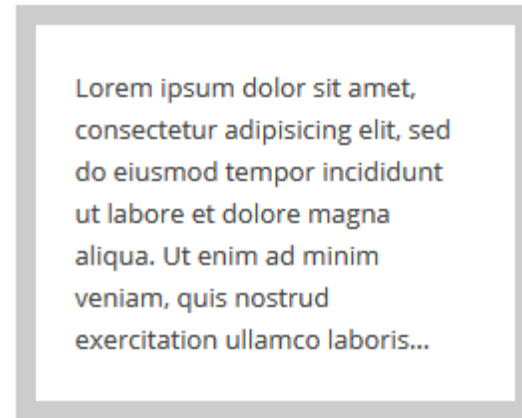 Lorem ipsum dolor sit amet,
consectetur adipisicing elit, sed
do eiusmod tempor incididunt
ut labore et dolore magna
aliqua. Ut enim ad minim
veniam, quis nostrud
exercitation ullamco laboris...